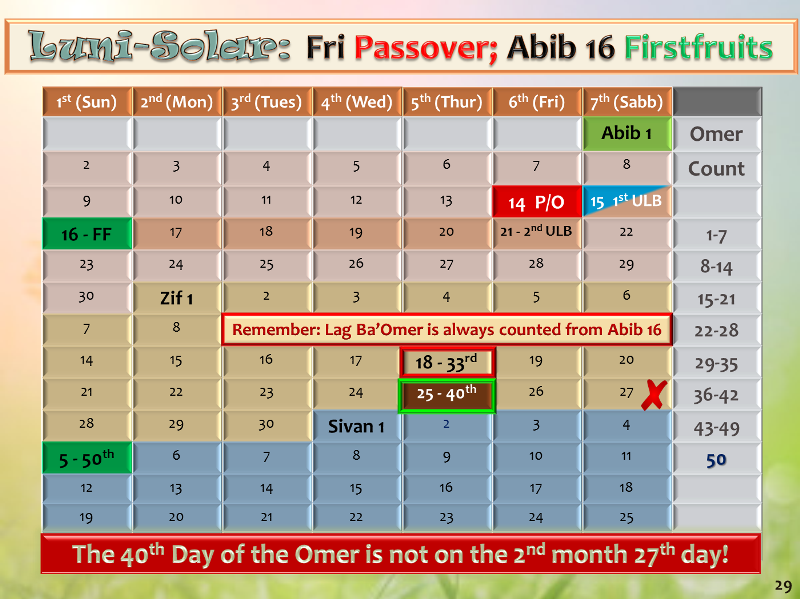 Luni-Solar: Fri Passover; Abib 16 Firstfruits
1st (Sun) 2nd (Mon) 3rd (Tues) 4th (Wed) 5th (Thur) 6th (Fri) 7th (Sabb)
Abib 1 Omer
2 3 4 5 6 7 8 Count
9 10 11 12 13 14 P/O 15 1st ULB
16 - FF 17 18 19 20 21 - 2nd ULB 22 1-7
23 24 25 26 27 28 29 8-14
30 Zif 1 2 3 4 5 6 15-21
7 8 Remember: Lag Ba’Omer is always counted from Abib 16 22-28
14 15 16 17 18 - 33rd 19 20 29-35
21 22 23 24 25 - 40th 26 27 ✘ 36-42
28 29 30 Sivan 1 2 3 4 43-49
5 - 50th 6 7 8 9 10 11 50
12 13 14 15 16 17 18
19 20 21 22 23 24 25
The 40th Day of the Omer is not on the 2nd month 27th day!
29